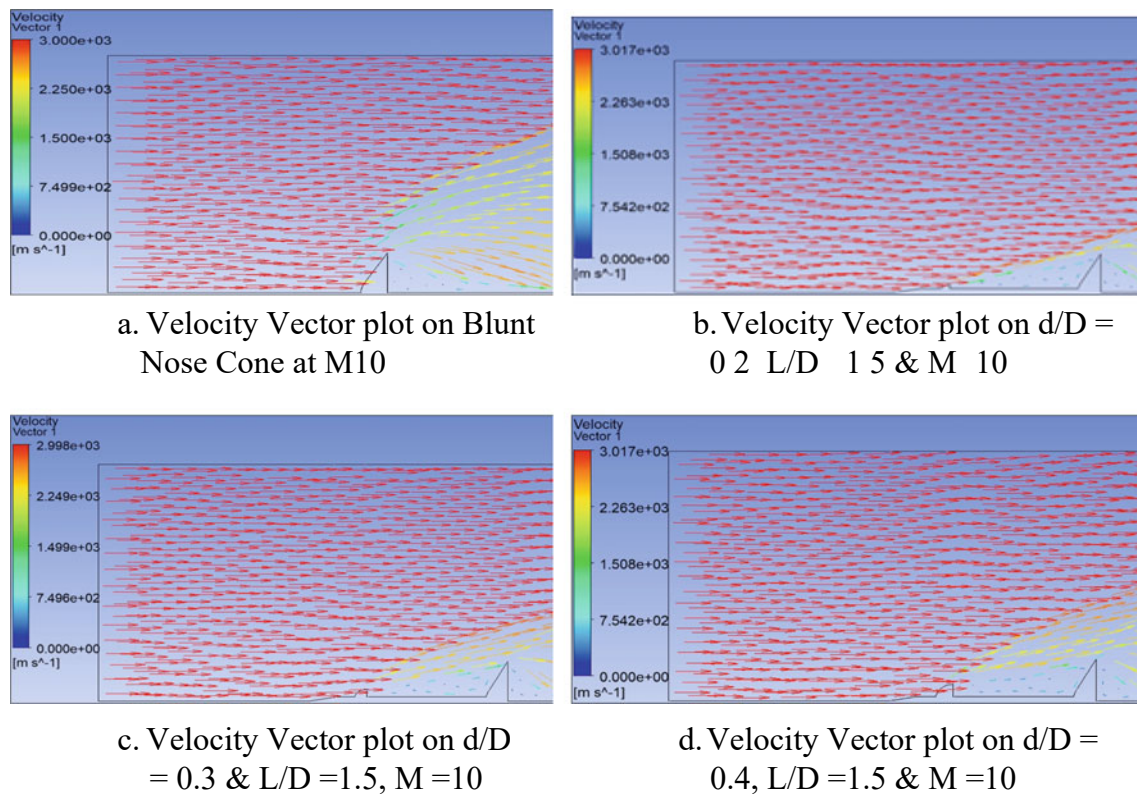 Velocity
Vector 1
3.000e+03
2.250e+03
1.500e+03
7.499e+02
0.000e+00
[m s^-1]
a. Velocity Vector plot on Blunt
Nose Cone at M10
Velocity
Vector 1
3.017e+03
2.263e+03
1.508e+03
7.542e+02
0.000e+00
[m s^-1]
b. Velocity Vector plot on d/D =
0 2 L/D 1 5 & M 10
Velocity
Vector 1
2.998e+03
2.249e+03
1.499e+03
7.496e+02
0.000e+00
[m s^-1]
c. Velocity Vector plot on d/D
= 0.3 & L/D =1.5, M =10
Velocity
Vector 1
3.017e+03
2.263e+03
1.508e+03
7.542e+02
0.000e+00
[m s^-1]
d. Velocity Vector plot on d/D =
0.4, L/D =1.5 & M =10